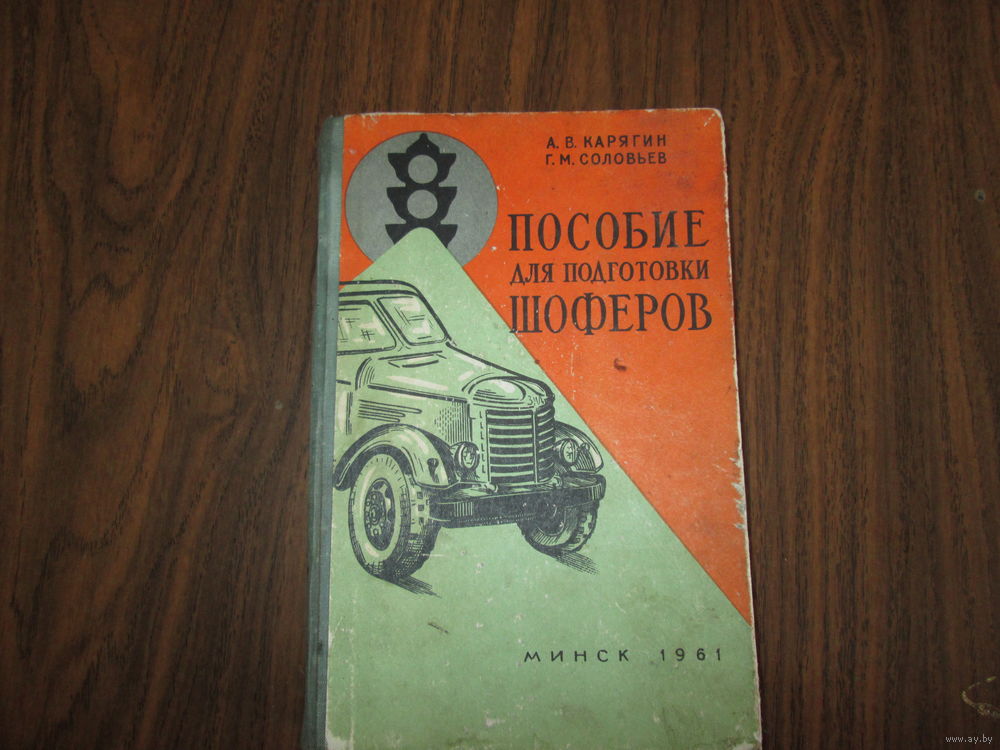 А. В. КАРЯГИН
Г. М. СОЛОВЬЕВ
ПОСОБИЕ
ДЛЯ ПОДГОТОВКИ
ШОФЕРОВ
МИНСК 1961
www.ay.by